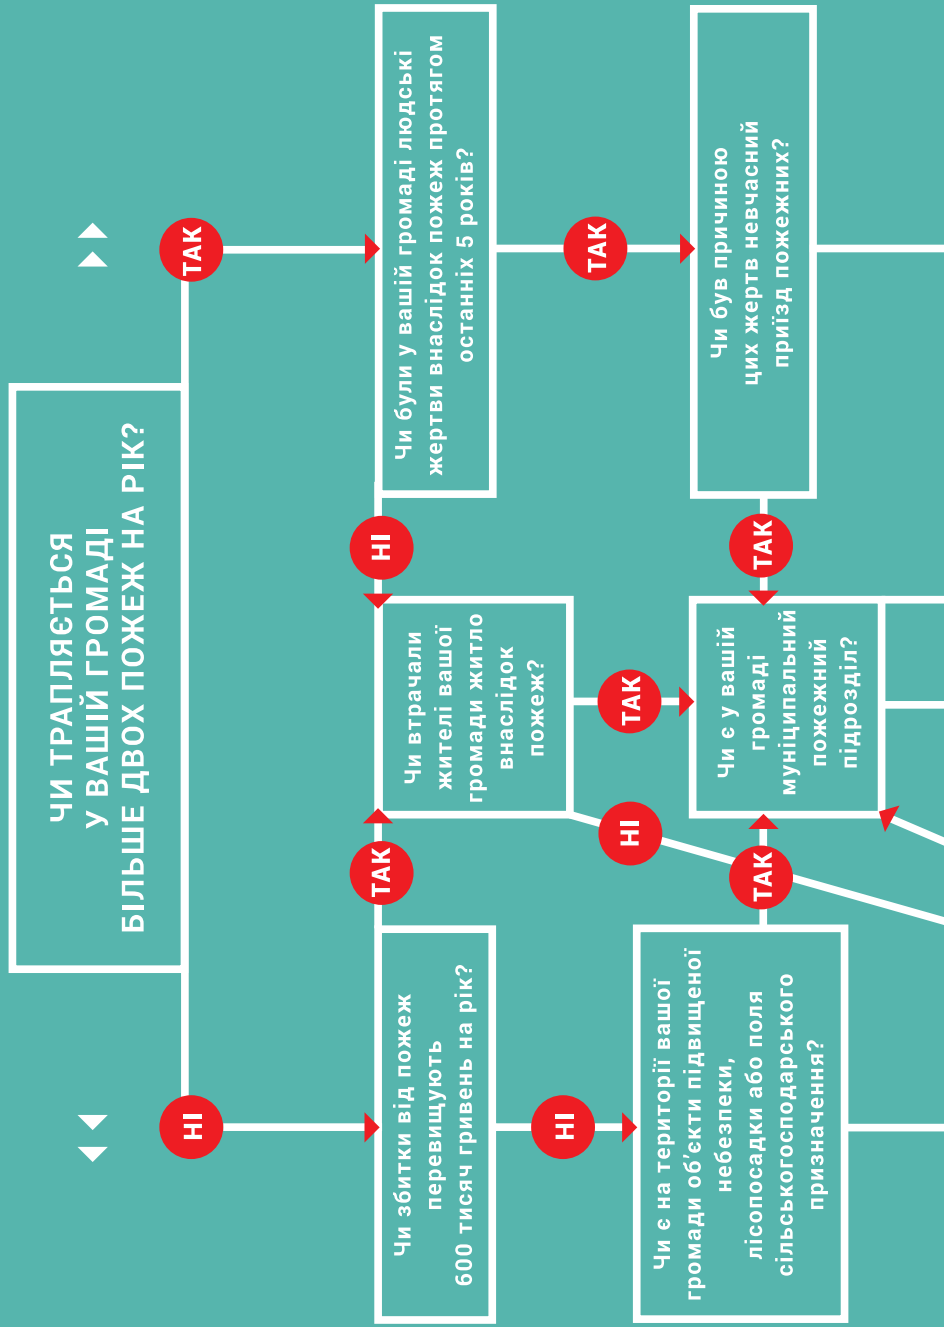 ЧИ ТРАПЛЯЄТЬСЯ
У ВАШІЙ ГРОМАДІ
БІЛЬШЕ ДВОХ ПОЖЕЖ НА РІК?
НІ
ТАК
Чи збитки від пожеж
перевищують
600 тисяч гривень на рік?
ТАК
Чи втрачали
жителі вашої
громади житло
внаслідок
пожеж?
НІ
Чи були у вашій громаді людські
жертви внаслідок пожеж протягом
останніх 5 років?
НІ
НІ
ТАК
ТАК
Чи є на території вашої
громади об'єкти підвищеної
небезпеки,
лісопосадки або поля
сільськогосподарського
призначення?
ТАК
Чи є у вашій
громаді
муніципальний
пожежний
підрозділ?
ТАК
Чи був причиною
цих жертв невчасний
приїзд пожежних?